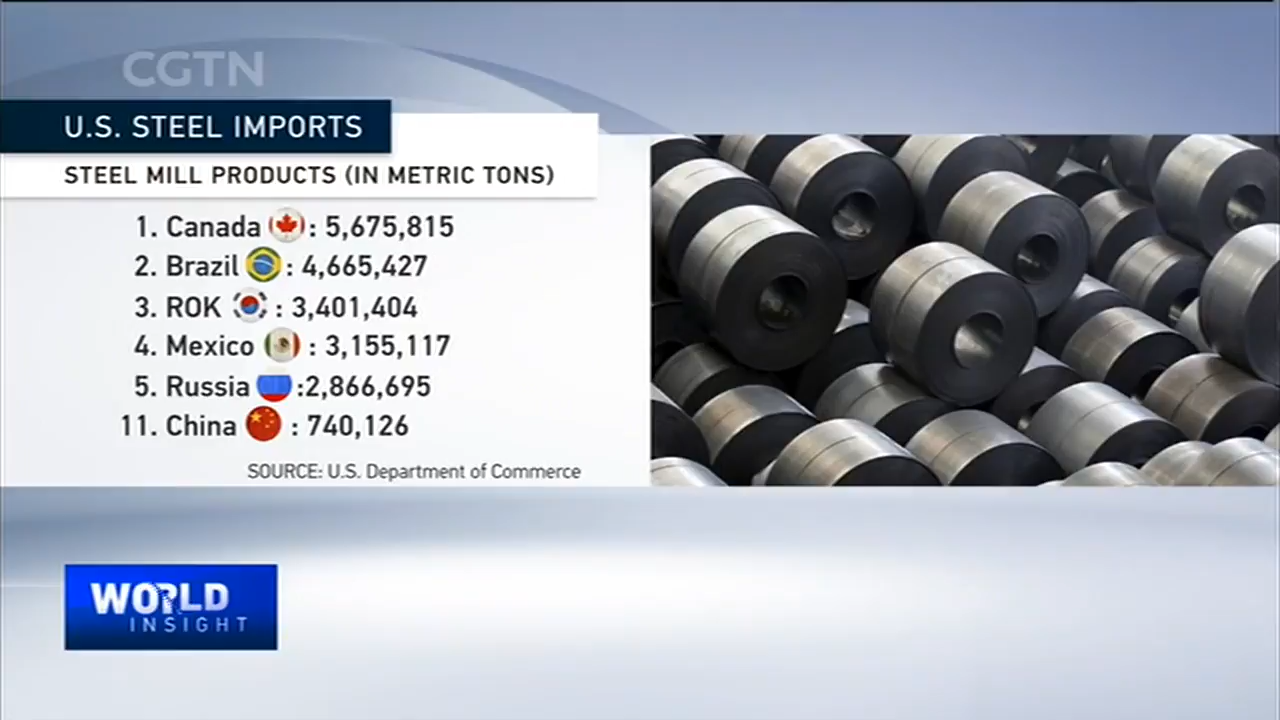 CGTN
U.S. STEEL IMPORTS
STEEL MILL PRODUCTS (IN METRIC TONS)
1. Canada : 5,675,815
2. Brazil : 4,665,427
3. ROK : 3,401,404
4. Mexico : 3,155,117
5. Russia :2,866,695
11. China : 740,126
SOURCE: U.S. Department of Commerce
WORLD
INSIGHT